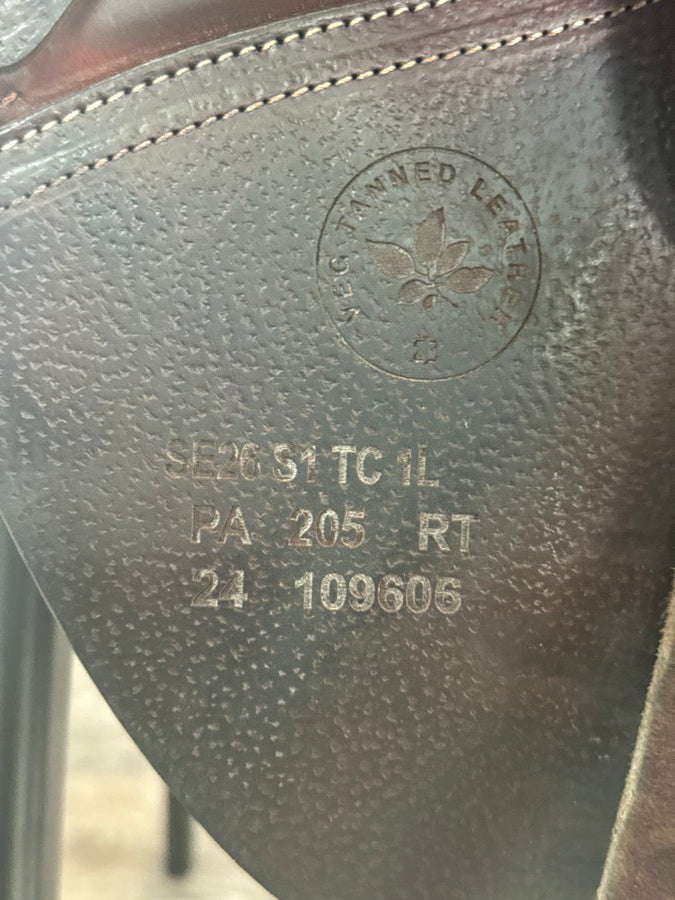 VEG TANNED LEATHER
SE26 S1 TC 1L
PA 205 RT
24 109606